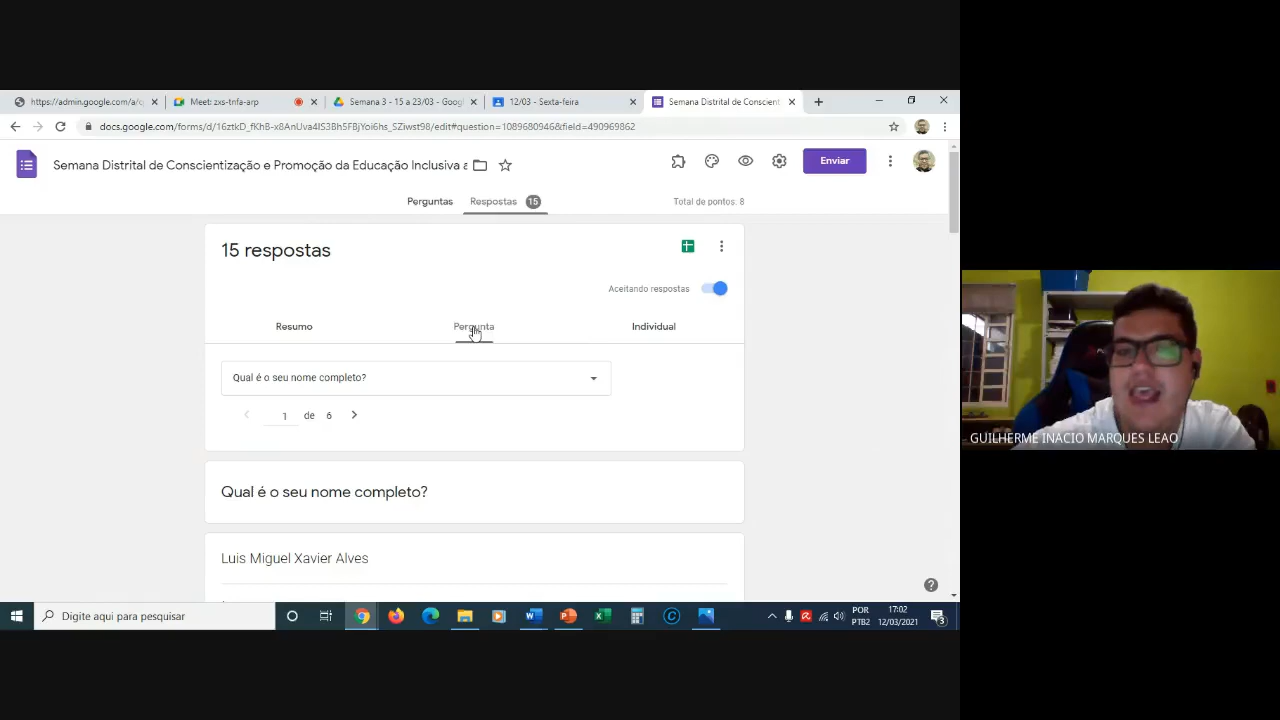 https://admin.google.com/a/c
Meet: zxs-tnfa-arp
Semana 3 - 15 a 23/03 - Googl
12/03 - Sexta-feira
Semana Distrital de Conscient
docs.google.com/forms/d/16ztkD_fKhB-x8AnUva4IS3Bh5FBjYoi6hs_SZiwst98/edit#question=1089680946&field=490969862
Semana Distrital de Conscientização e Promoção da Educação Inclusiva a
Enviar
Perguntas
Respostas 15
Total de pontos: 8
15 respostas
Aceitando respostas
Resumo
Pergunta
Individual
Qual é o seu nome completo?
1 de 6
Qual é o seu nome completo?
Luis Miguel Xavier Alves
GUILHERME INACIO MARQUES LEAO
Digite aqui para pesquisar
POR
PTB2
17:02
12/03/2021
3